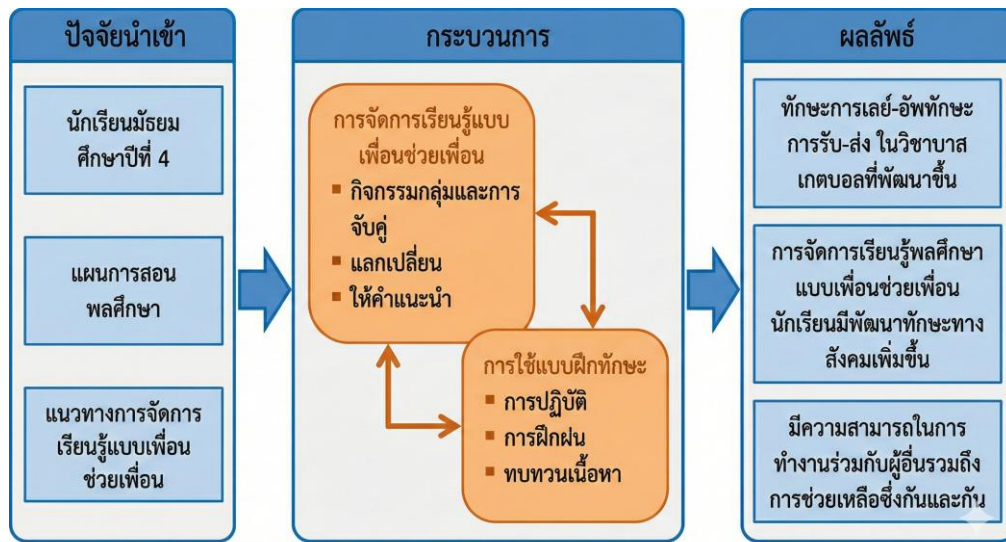 ปัจจัยนำเข้า
นักเรียนมัธยม
ศึกษาปีที่ 4
แผนการสอน
พลศึกษา
แนวทางการจัดการ
เรียนรู้แบบเพื่อน
ช่วยเพื่อน
กระบวนการ
การจัดการเรียนรู้แบบ
เพื่อนช่วยเพื่อน
▪ กิจกรรมกลุ่มและการ
จับคู่
▪ แลกเปลี่ยน
▪ ให้คำแนะนำ
การใช้แบบฝึกทักษะ
▪ การปฏิบัติ
▪ การฝึกฝน
▪ ทบทวนเนื้อหา
ผลลัพธ์
ทักษะการเลย์-อัพทักษะ
การรับ-ส่ง ในวิชาบาส
เกตบอลที่พัฒนาขึ้น
การจัดการเรียนรู้พลศึกษา
แบบเพื่อนช่วยเพื่อน
นักเรียนมีพัฒนาทักษะทาง
สังคมเพิ่มขึ้น
มีความสามารถในการ
ทำงานร่วมกับผู้อื่นรวมถึง
การช่วยเหลือซึ่งกันและกัน